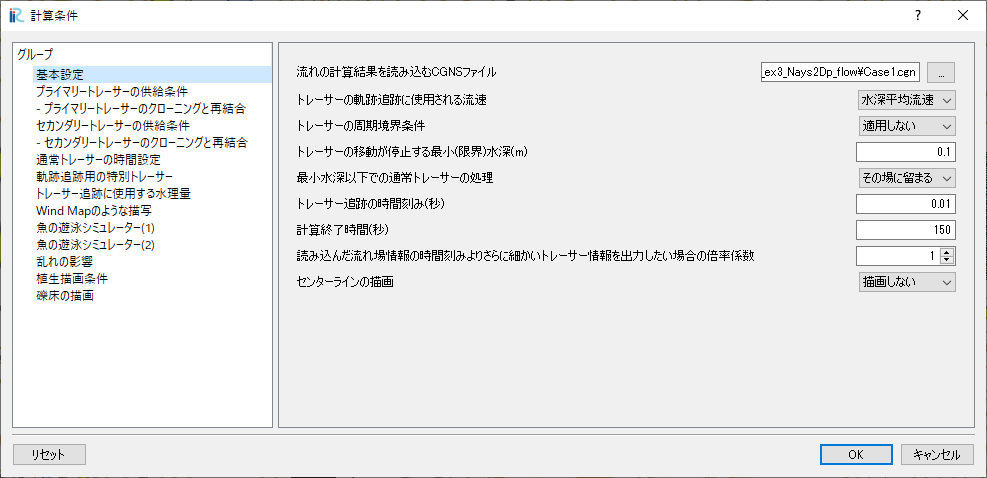 計算条件
グループ
基本設定
プライマリートレーサーの供給条件
- プライマリートレーサーのクローニングと再結合
セカンダリートレーサーの供給条件
- セカンダリートレーサーのクローニングと再結合
通常トレーサーの時間設定
軌跡追跡用の特別トレーサー
トレーサー追跡に使用する水理量
Wind Mapのような描写
魚の遊泳シミュレーター(1)
魚の遊泳シミュレーター(2)
乱れの影響
植生描画条件
礫床の描画
流れの計算結果を読み込むCGNSファイル _ex3_Nays2Dp_flow¥Case1.cgn ...
トレーサーの軌跡追跡に使用される流速 水深平均流速
トレーサーの周期境界条件 適用しない
トレーサーの移動が停止する最小(限界)水深(m) 0.1
最小水深以下での通常トレーサーの処理 その場に留まる
トレーサー追跡の時間刻み(秒) 0.01
計算終了時間(秒) 150
読み込んだ流れ場情報の時間刻みよりさらに細かいトレーサー情報を出力したい場合の倍率係数 1
センターラインの描画 描画しない
リセット OK キャンセル